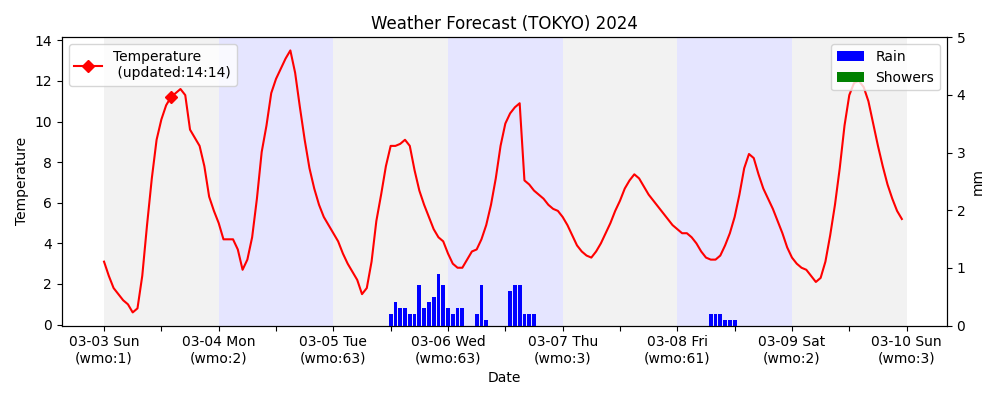 Weather Forecast (TOKYO) 2024
Temperature
(updated:14:14)
Rain
Showers
14
12
10
8
6
4
2
0
Temperature
5
4
3
2
1
0
mm
03-03 Sun
(wmo:1)
03-04 Mon
(wmo:2)
03-05 Tue
(wmo:63)
03-06 Wed
(wmo:63)
03-07 Thu
(wmo:3)
03-08 Fri
(wmo:61)
03-09 Sat
(wmo:2)
03-10 Sun
(wmo:3)
Date